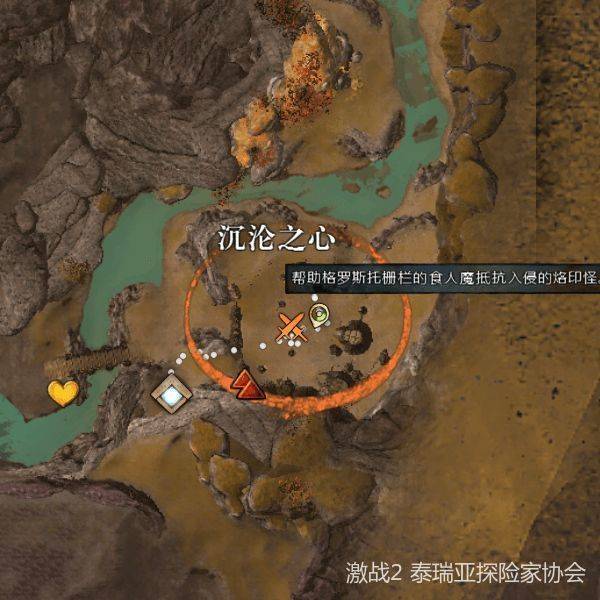 沉沦之心
帮助格罗斯托栅栏的食人魔抵抗入侵的烙印怪。
激战2 泰瑞亚探险家协会